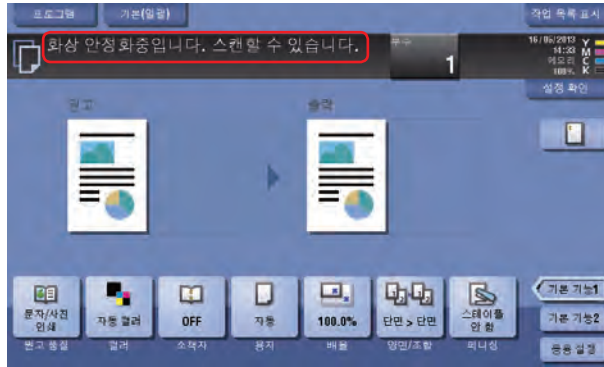 프로그램
기본(일괄)
작업 목록 표시
화상 안정화중입니다. 스캔할 수 있습니다.
부수
1
16/05/2013
14:33
메모리
100%
Y
M
C
K
설정 확인
원고
출력
문자/사진
인쇄
자동 컬러
OFF
자동
100.0%
단면 > 단면
스테이플
안 함
기본 기능1
기본 기능2
응용 설정
원고 품질
컬러
소책자
용지
배율
양면/조합
피니싱